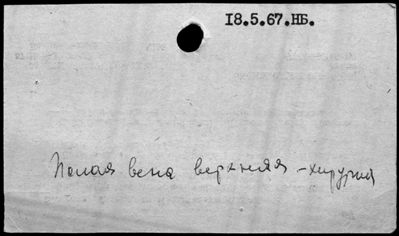 18.5.67.НБ.
Полая вена верхняя - хирургия